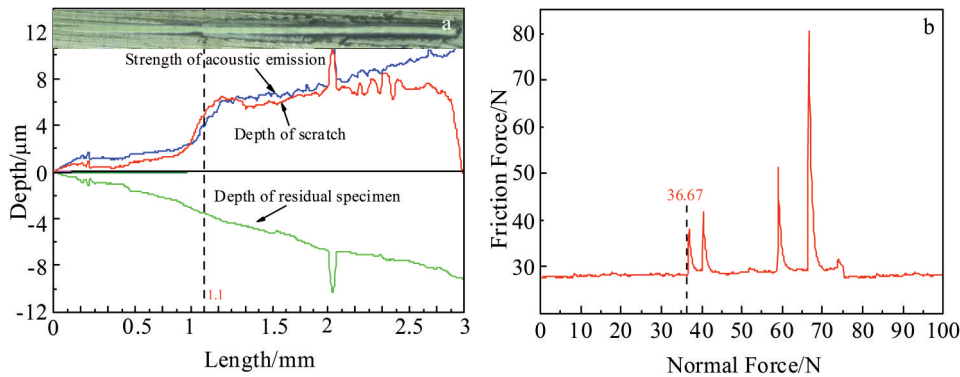 a
12
8
4
0
-4
-8
-12
Depth/μm
Strength of acoustic emission
Depth of scratch
Depth of residual specimen
1.1
0
1
1.5
2
2.5
3
Length/mm
b
80
70
60
50
40
30
Friction Force/N
36.67
0 10 20 30 40 50 60 70 80 90 100
Normal Force/N